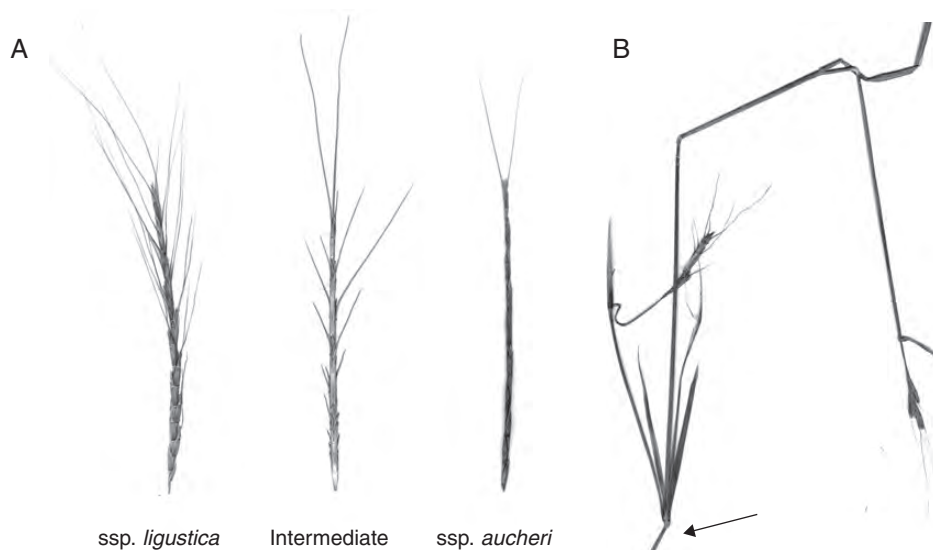 A
B
ssp. ligustica
Intermediate
ssp. aucheri